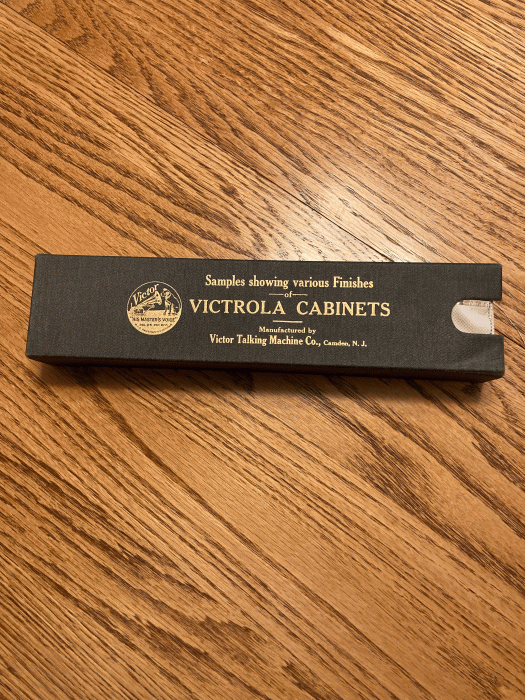 Victor
"HIS MASTER'S VOICE"
Samples showing various Finishes
of
VICTROLA CABINETS
Manufactured by
Victor Talking Machine Co., Camden, N. J.